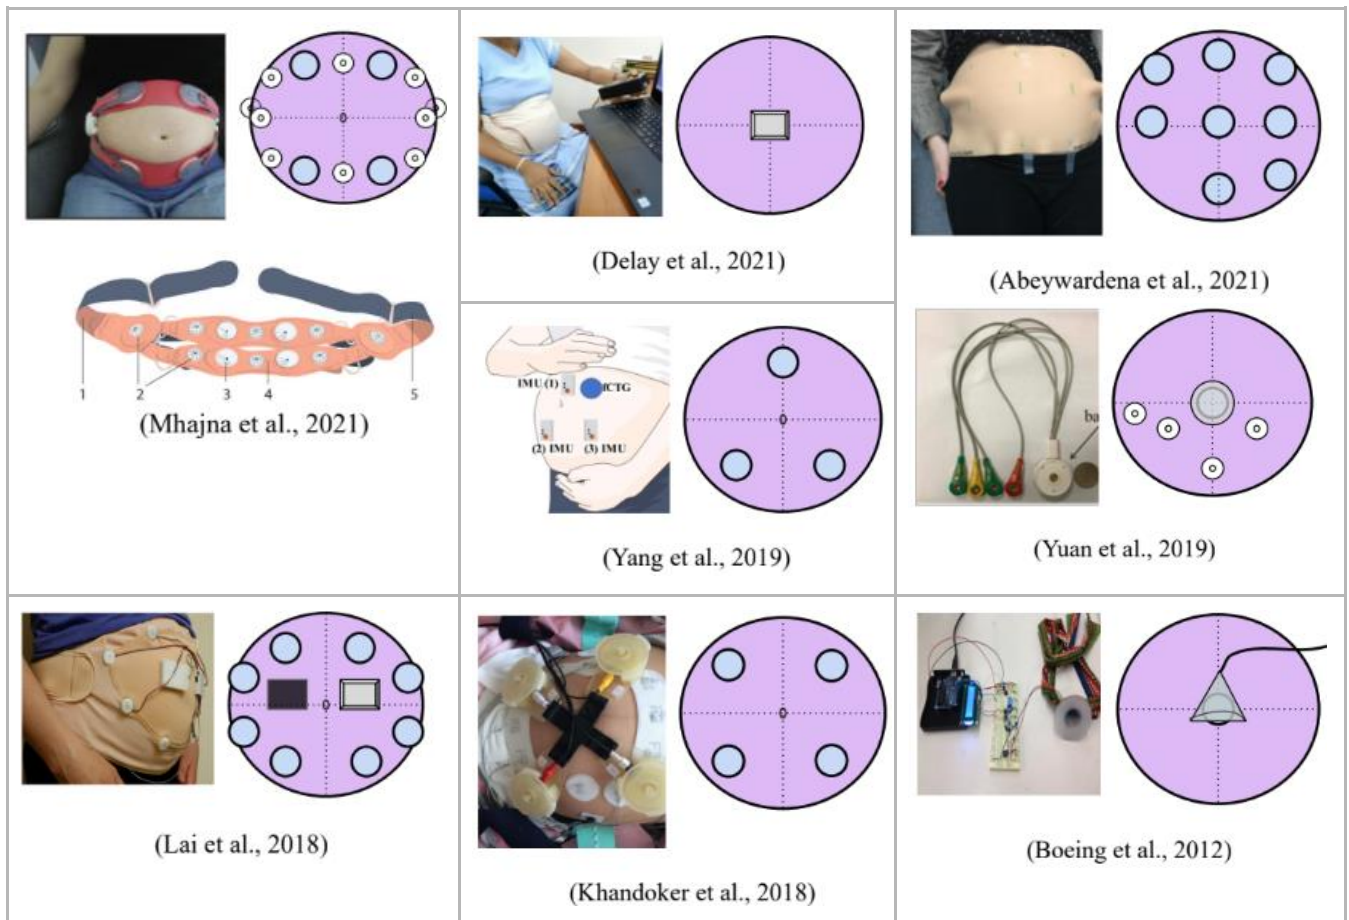 1
2
3
4
5
(Mhajna et al., 2021)
(Delay et al., 2021)
(Abeywardena et al., 2021)
IMU (1)
fCTG
(2) IMU
(3) IMU
(Yang et al., 2019)
ba
(Yuan et al., 2019)
(Lai et al., 2018)
(Khandoker et al., 2018)
(Boeing et al., 2012)